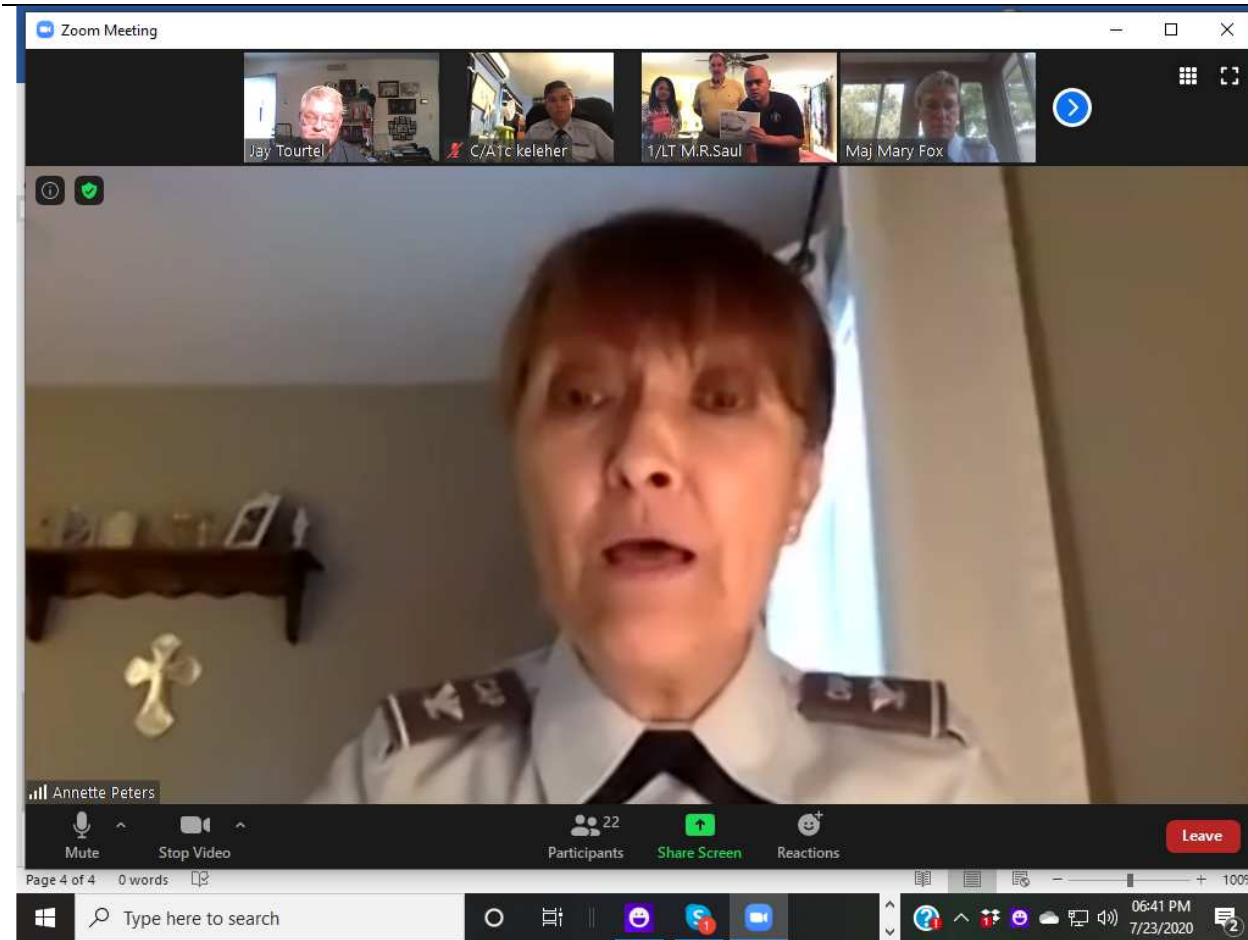 Zoom Meeting
Jay Tourtel
C/A1c keleher
1/LT M.R.Saul
Maj Mary Fox
Annette Peters
Mute
Stop Video
22
Participants
Share Screen
Reactions
Leave
Page 4 of 4 0 words
100%
Type here to search
06:41 PM
7/23/2020